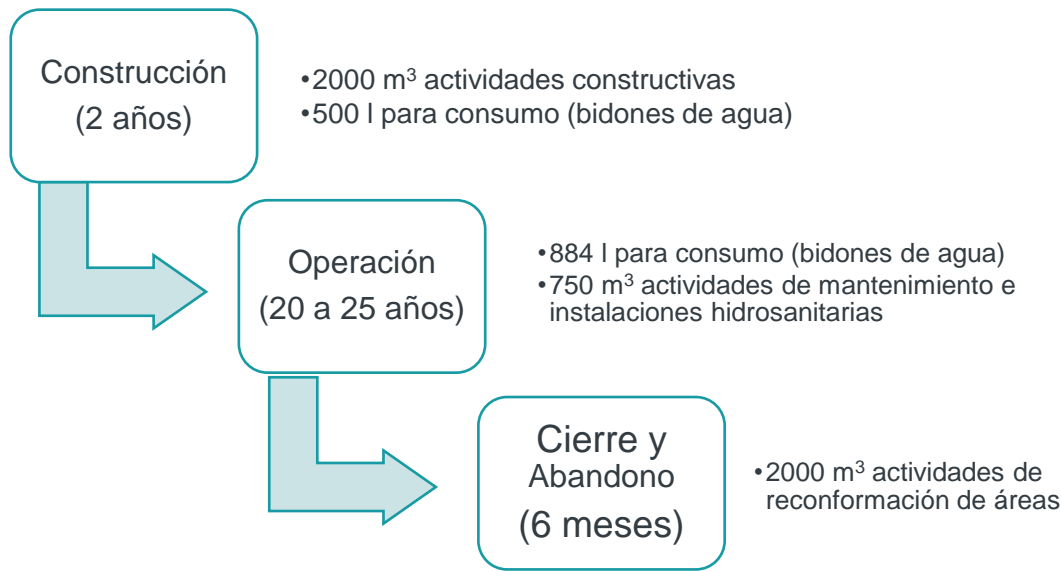 Construcción
(2 años)
•2000 m³ actividades constructivas
•500 l para consumo (bidones de agua)
Operación
(20 a 25 años)
•884 l para consumo (bidones de agua)
•750 m³ actividades de mantenimiento e
instalaciones hidrosanitarias
Cierre y
Abandono
(6 meses)
•2000 m³ actividades de
reconformación de áreas